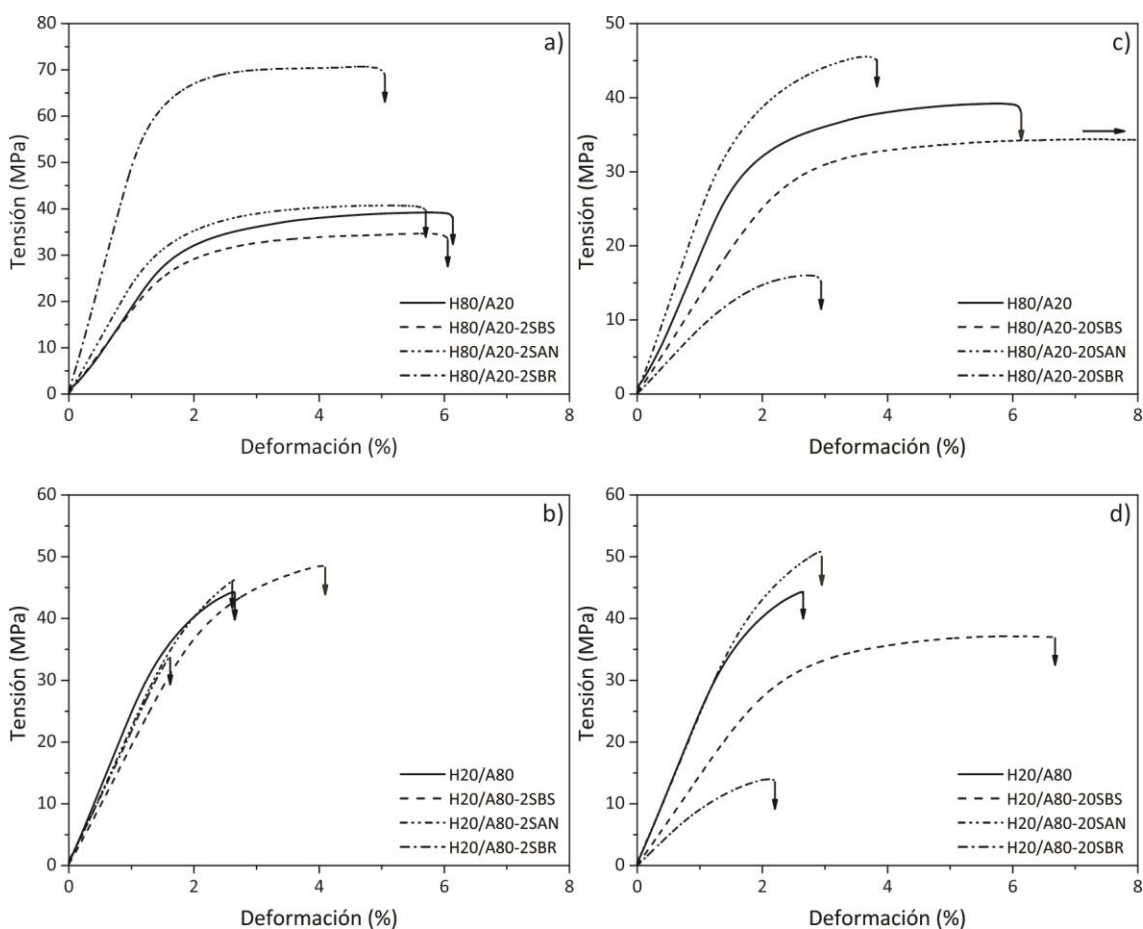 a)
Tensión (MPa)
80
70
60
50
40
30
20
10
0
H80/A20
H80/A20-2SBS
H80/A20-2SAN
H80/A20-2SBR
0 2 4 6 8
Deformación (%)
c)
Tensión (MPa)
50
40
30
20
10
0
H80/A20
H80/A20-20SBS
H80/A20-20SAN
H80/A20-20SBR
0 2 4 6 8
Deformación (%)
b)
Tensión (MPa)
60
50
40
30
20
10
0
H20/A80
H20/A80-2SBS
H20/A80-2SAN
H20/A80-2SBR
0 2 4 6 8
Deformación (%)
d)
Tensión (MPa)
60
50
40
30
20
10
0
H20/A80
H20/A80-20SBS
H20/A80-20SAN
H20/A80-20SBR
0 2 4 6 8
Deformación (%)